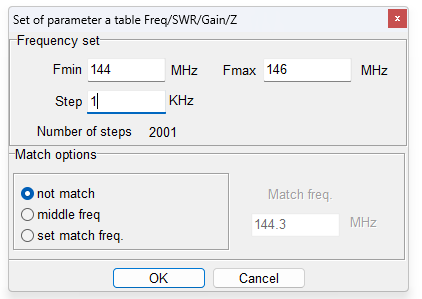 Set of parameter a table Freq/SWR/Gain/Z
x
Frequency set
Fmin 144 MHz Fmax 146 MHz
Step 1 KHz
Number of steps 2001
Match options
not match
middle freq
set match freq.
Match freq.
144.3 MHz
OK Cancel